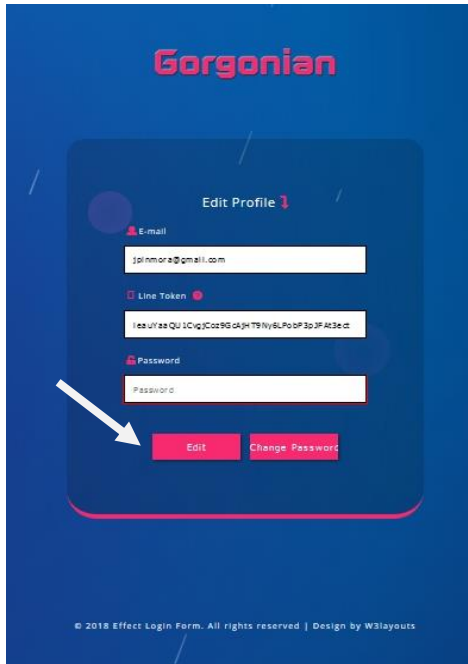 Gorgonian
Edit Profile
E-mail
jpinmora@gmail.com
Line Token
Password
Password
Edit Change Password
© 2018 Effect Login Form. All rights reserved | Design by W3layouts